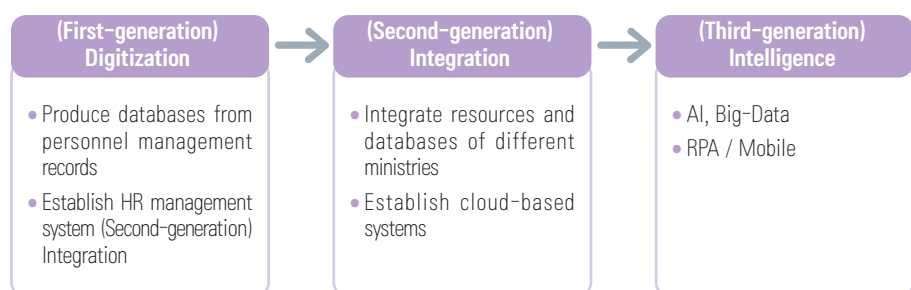 (First-generation)
Digitization
• Produce databases from
personnel management
records
• Establish HR management
system (Second-generation)
Integration
(Second-generation)
Integration
• Integrate resources and
databases of different
ministries
• Establish cloud-based
systems
(Third-generation)
Intelligence
• AI, Big-Data
• RPA / Mobile